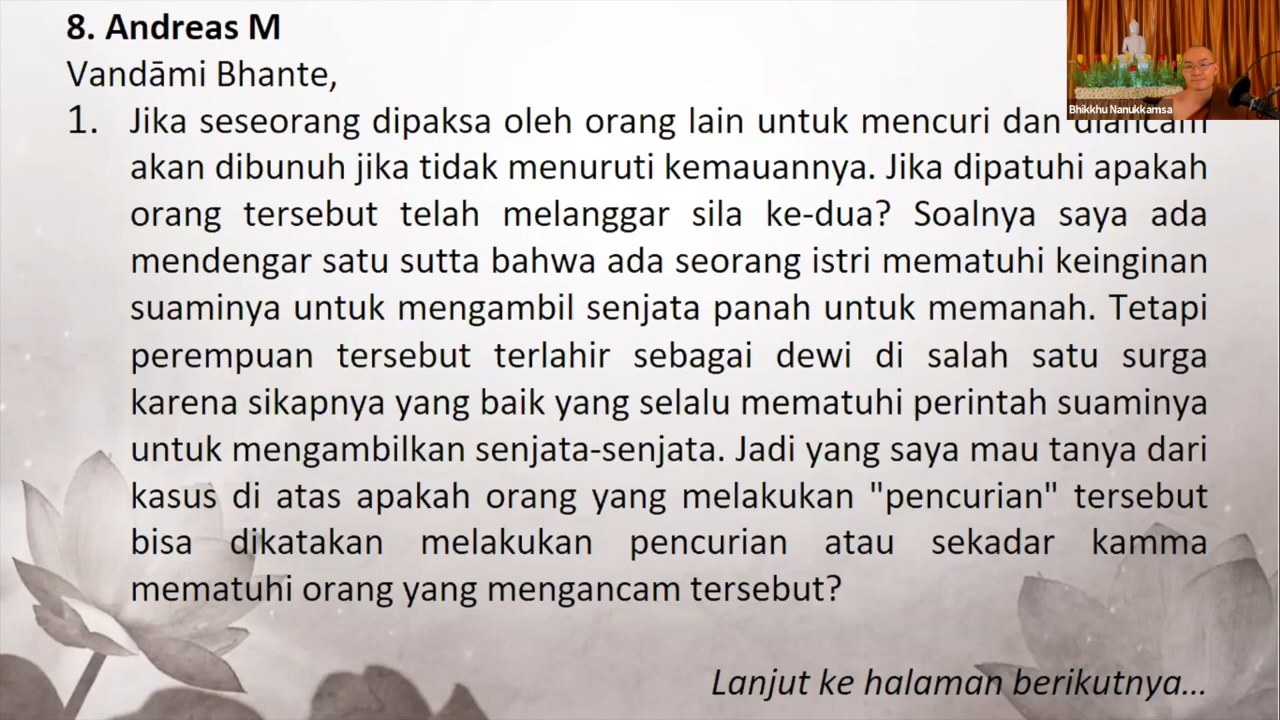 8. Andreas M
Vandāmi Bhante,
Bhikkhu Nanukkamsa
1. Jika seseorang dipaksa oleh orang lain untuk mencuri dan diancam
akan dibunuh jika tidak menuruti kemauannya. Jika dipatuhi apakah
orang tersebut telah melanggar sila ke-dua? Soalnya saya ada
mendengar satu sutta bahwa ada seorang istri mematuhi keinginan
suaminya untuk mengambil senjata panah untuk memanah. Tetapi
perempuan tersebut terlahir sebagai dewi di salah satu surga
karena sikapnya yang baik yang selalu mematuhi perintah suaminya
untuk mengambilkan senjata-senjata. Jadi yang saya mau tanya dari
kasus di atas apakah orang yang melakukan "pencurian" tersebut
bisa dikatakan melakukan pencurian atau sekadar kamma
mematuhi orang yang mengancam tersebut?
Lanjut ke halaman berikutnya...